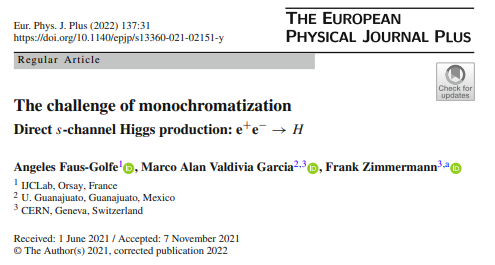 Eur. Phys. J. Plus (2022) 137:31
https://doi.org/10.1140/epjp/s13360-021-02151-y
THE EUROPEAN
PHYSICAL JOURNAL PLUS
Regular Article
Check for
updates
The challenge of monochromatization
Direct s-channel Higgs production: e⁺e⁻ → H
Angeles Faus-Golfe¹, Marco Alan Valdivia Garcia²,³, Frank Zimmermann³,ᵃ
¹ IJCLab, Orsay, France
² U. Guanajuato, Guanajuato, Mexico
³ CERN, Geneva, Switzerland
Received: 1 June 2021 / Accepted: 7 November 2021
© The Author(s) 2021, corrected publication 2022